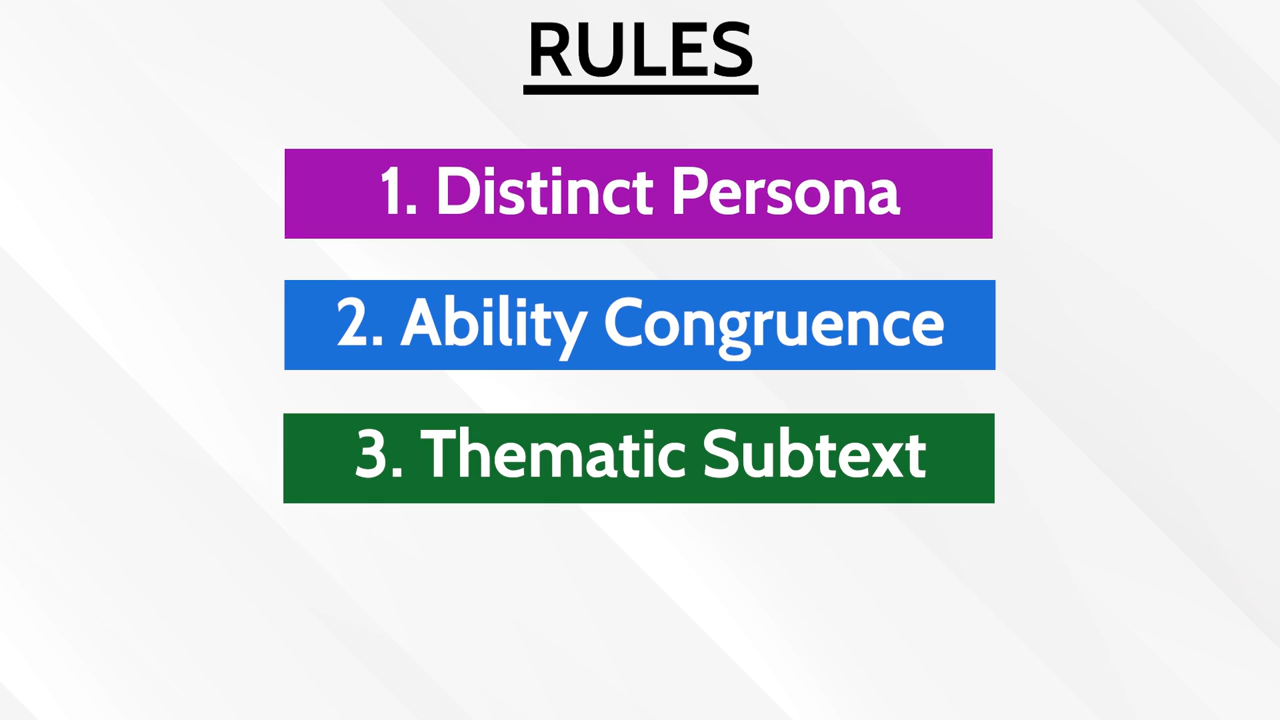 RULES
1. Distinct Persona
2. Ability Congruence
3. Thematic Subtext